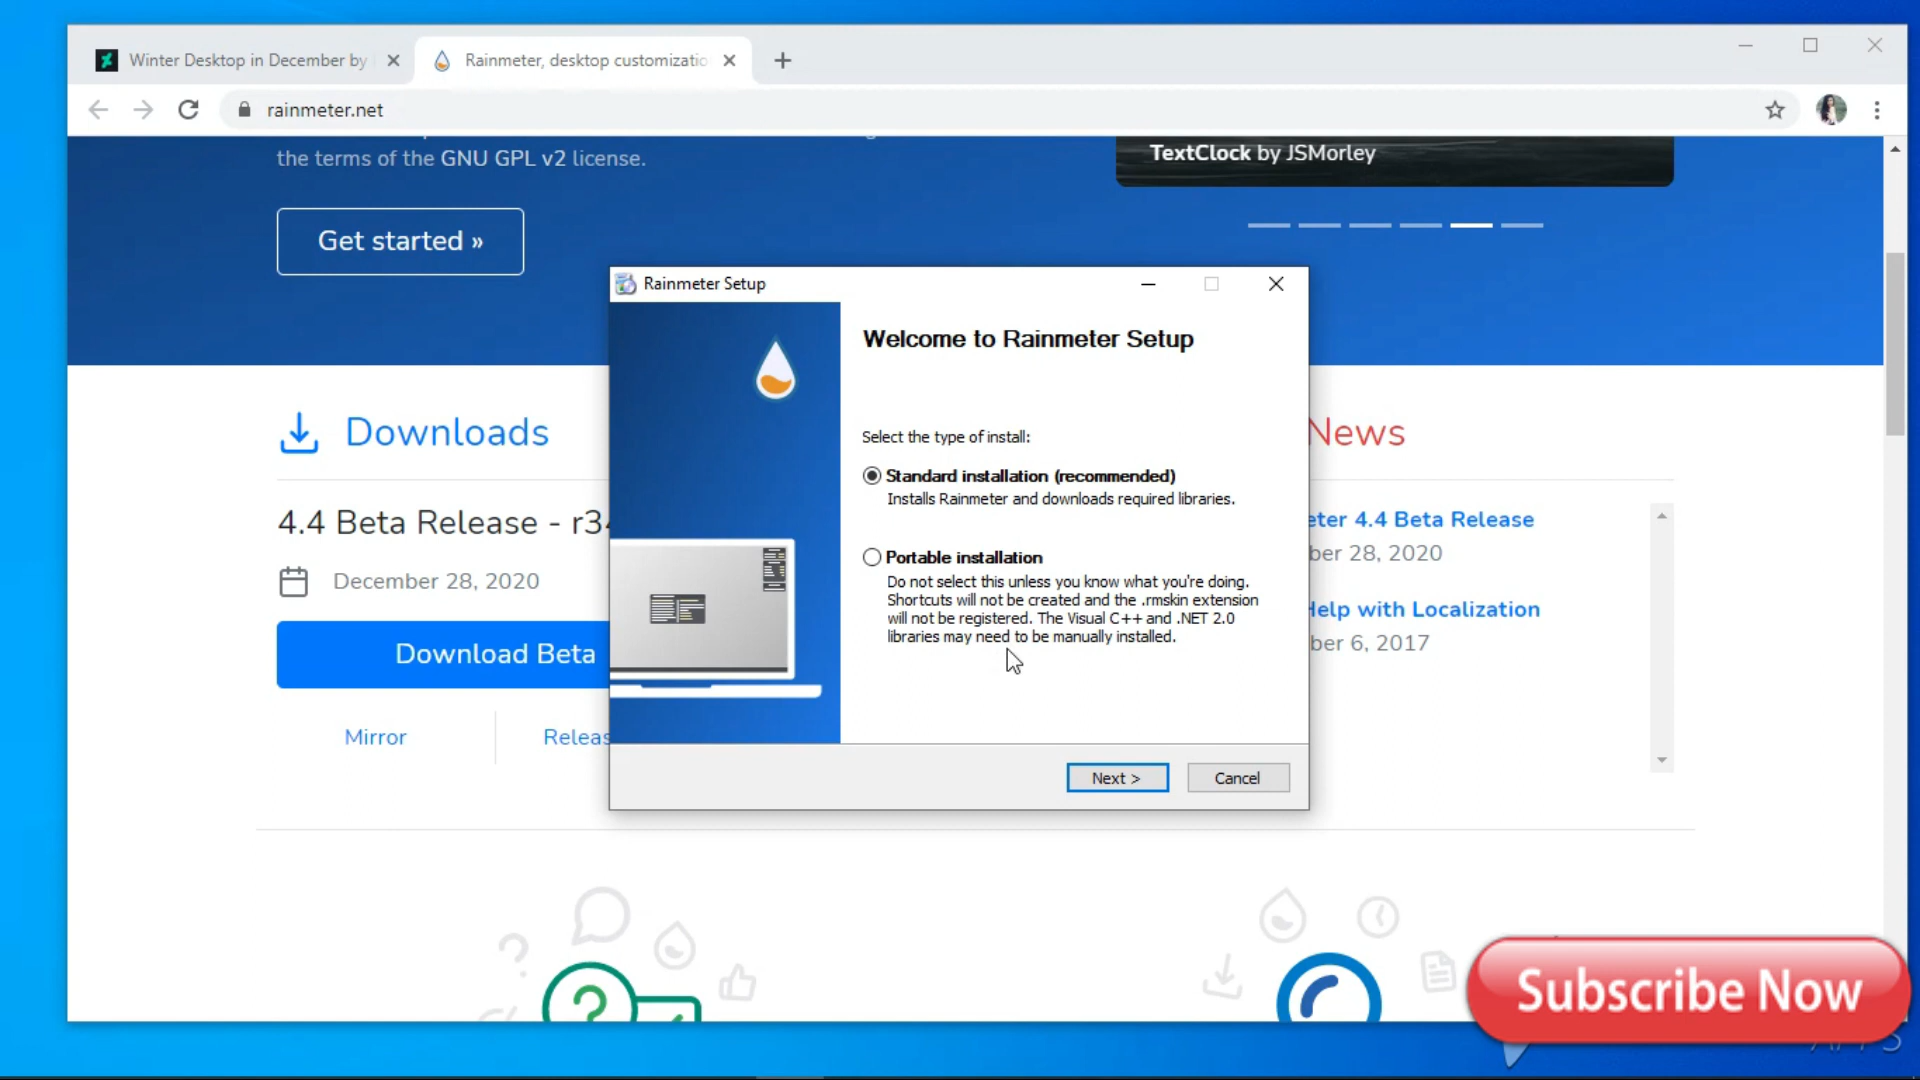 Winter Desktop in December by
Rainmeter, desktop customizatio
rainmeter.net
the terms of the GNU GPL v2 license.
TextClock by JSMorley
Get started »
Rainmeter Setup
Welcome to Rainmeter Setup
Select the type of install:
Standard installation (recommended)
Installs Rainmeter and downloads required libraries.
Portable installation
Do not select this unless you know what you're doing.
Shortcuts will not be created and the .rmskin extension
will not be registered. The Visual C++ and .NET 2.0
libraries may need to be manually installed.
Next >
Cancel
Downloads
4.4 Beta Release - r34
December 28, 2020
Download Beta
Mirror
Releas
News
eter 4.4 Beta Release
ber 28, 2020
Help with Localization
ber 6, 2017
Subscribe Now